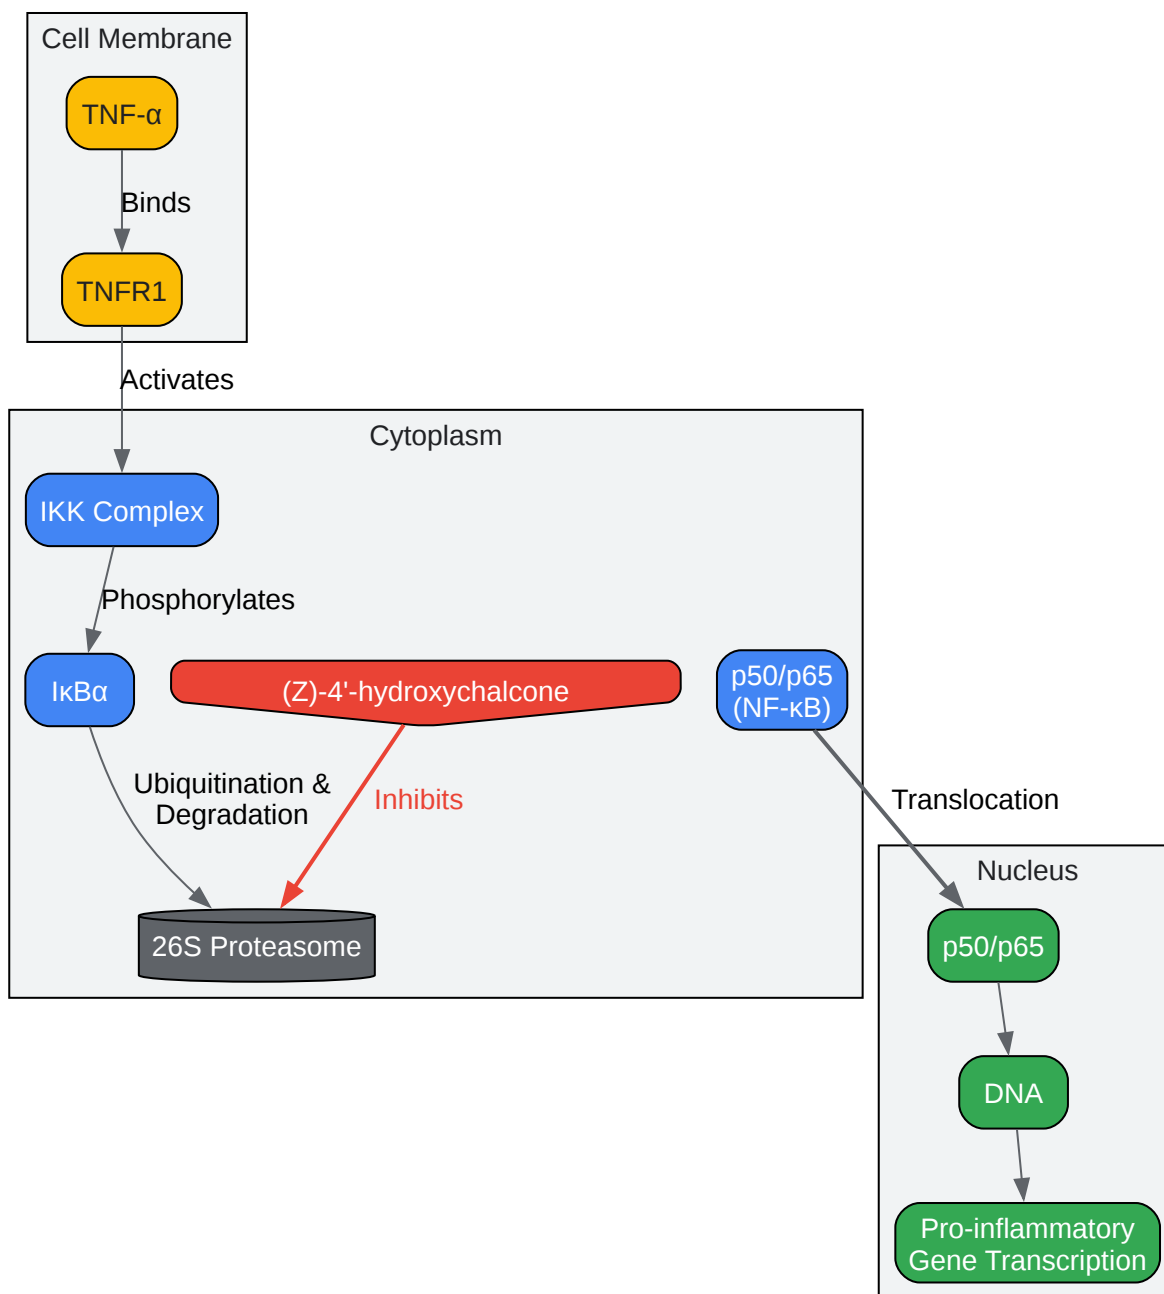 Cell Membrane
TNF-α
Binds
TNFR1
Activates
Cytoplasm
IKK Complex
Phosphorylates
IκBα
(Z)-4'-hydroxychalcone
p50/p65
(NF-κB)
Ubiquitination &
Degradation
Inhibits
Translocation
26S Proteasome
Nucleus
p50/p65
DNA
Pro-inflammatory
Gene Transcription